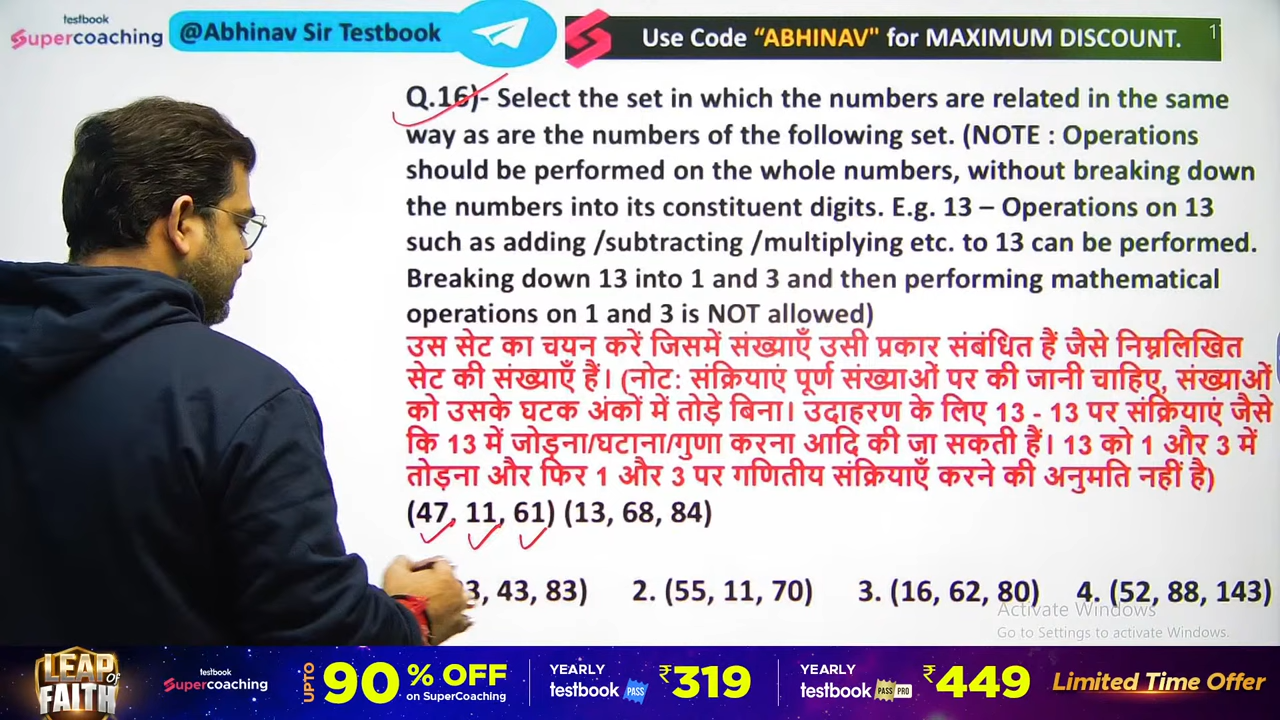 testbook
Supercoaching
@Abhinav Sir Testbook
Use Code "ABHINAV" for MAXIMUM DISCOUNT.
Q.16)- Select the set in which the numbers are related in the same
way as are the numbers of the following set. (NOTE : Operations
should be performed on the whole numbers, without breaking down
the numbers into its constituent digits. E.g. 13 – Operations on 13
such as adding /subtracting /multiplying etc. to 13 can be performed.
Breaking down 13 into 1 and 3 and then performing mathematical
operations on 1 and 3 is NOT allowed)
उस सेट का चयन करें जिसमें संख्याएँ उसी प्रकार संबंधित हैं जैसे निम्नलिखित
सेट की संख्याएँ हैं। (नोट: संक्रियाएं पूर्ण संख्याओं पर की जानी चाहिए, संख्याओं
को उसके घटक अंकों में तोड़े बिना। उदाहरण के लिए 13 - 13 पर संक्रियाएं जैसे
कि 13 में जोड़ना/घटाना/गुणा करना आदि की जा सकती हैं। 13 को 1 और 3 में
तोड़ना और फिर 1 और 3 पर गणितीय संक्रियाएँ करने की अनुमति नहीं है)
(47, 11, 61) (13, 68, 84)
3, 43, 83) 2. (55, 11, 70) 3. (16, 62, 80) 4. (52, 88, 143)
Activate Windows
Go to Settings to activate Windows.
LEAP OF FAITH
testbook
Supercoaching
UPTO 90% OFF
on SuperCoaching
YEARLY
testbook PASS
₹319
YEARLY
testbook PASS PRO
₹449
Limited Time Offer